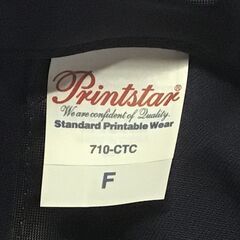 Printstar®
We are confident of Quality.
Standard Printable Wear
710-CTC
F